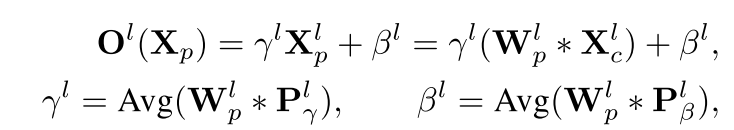 𝐎^l(𝐗_p) = γ^l 𝐗_p^l + β^l = γ^l(𝐖_p^l * 𝐗_c^l) + β^l,
γ^l = Avg(𝐖_p^l * 𝐏_γ^l), β^l = Avg(𝐖_p^l * 𝐏_β^l),